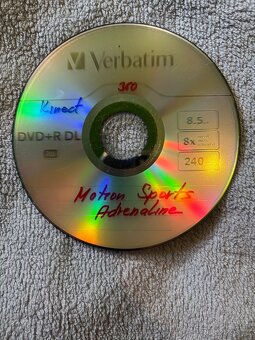 Verbatim
360
Kinect
8.5
DVD+R DL
8x
240
Motion Sports
Adrenaline